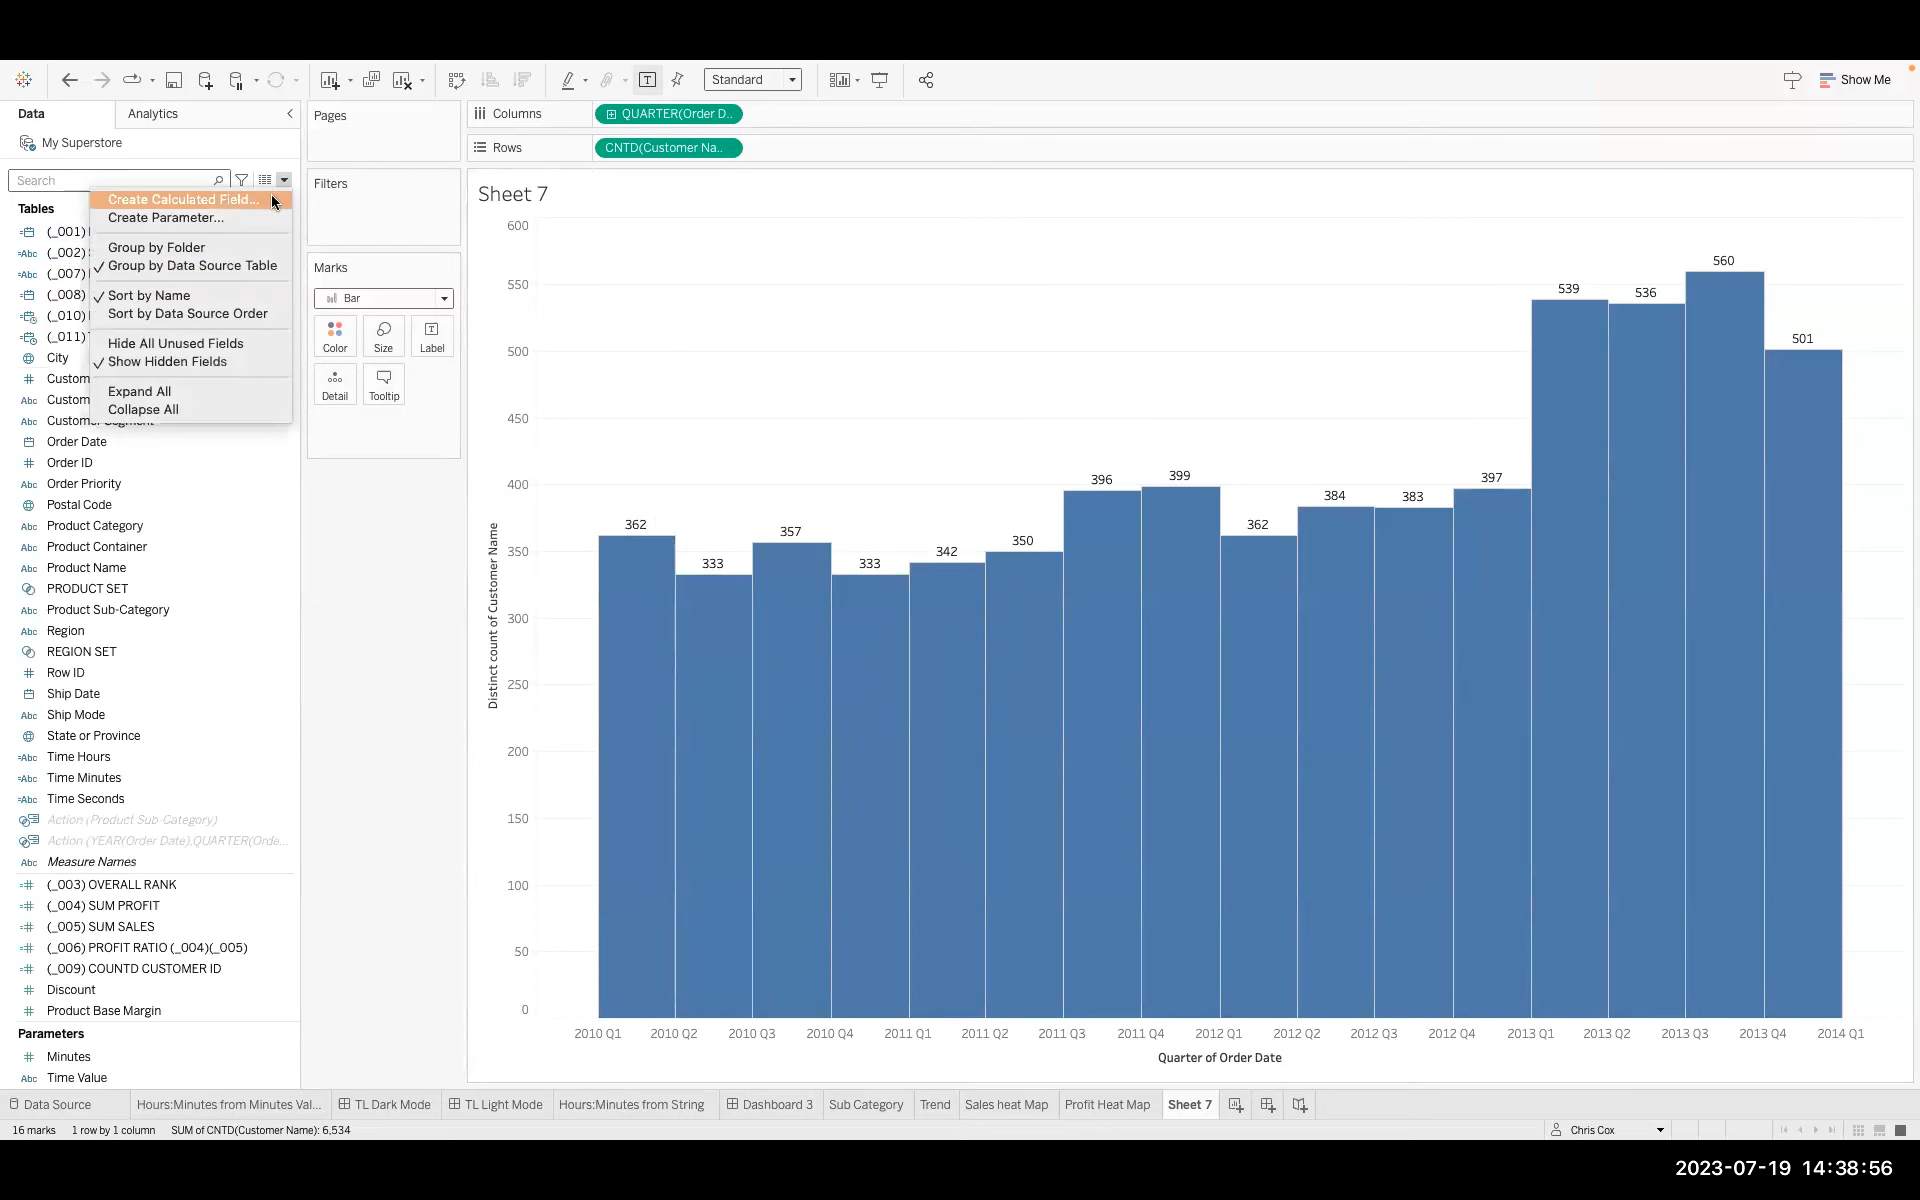 Standard
Show Me
Data
Analytics
My Superstore
Search
Tables
(_001)
(_002)
(_007)
(_008)
(_010)
(_011)
City
Custom
Custom
Customer Segment
Order Date
Order ID
Order Priority
Postal Code
Product Category
Product Container
Product Name
PRODUCT SET
Product Sub-Category
Region
REGION SET
Row ID
Ship Date
Ship Mode
State or Province
Time Hours
Time Minutes
Time Seconds
Action (Product Sub-Category)
Action (YEAR(Order Date),QUARTER(Orde...
Measure Names
(_003) OVERALL RANK
(_004) SUM PROFIT
(_005) SUM SALES
(_006) PROFIT RATIO (_004)(_005)
(_009) COUNTD CUSTOMER ID
Discount
Product Base Margin
Parameters
Minutes
Time Value
Create Calculated Field...
Create Parameter...
Group by Folder
Group by Data Source Table
Sort by Name
Sort by Data Source Order
Hide All Unused Fields
Show Hidden Fields
Expand All
Collapse All
Pages
Filters
Marks
Bar
Color Size Label
Detail Tooltip
Columns QUARTER(Order D..
Rows CNTD(Customer Na..
Sheet 7
Distinct count of Customer Name
600
550
500
450
400
350
300
250
200
150
100
50
0
362 333 357 333 342 350 396 399 362 384 383 397 539 536 560 501
2010 Q1 2010 Q2 2010 Q3 2010 Q4 2011 Q1 2011 Q2 2011 Q3 2011 Q4 2012 Q1 2012 Q2 2012 Q3 2012 Q4 2013 Q1 2013 Q2 2013 Q3 2013 Q4 2014 Q1
Quarter of Order Date
Data Source Hours:Minutes from Minutes Val... TL Dark Mode TL Light Mode Hours:Minutes from String Dashboard 3 Sub Category Trend Sales heat Map Profit Heat Map Sheet 7
16 marks 1 row by 1 column SUM of CNTD(Customer Name): 6,534 Chris Cox
2023-07-19 14:38:56